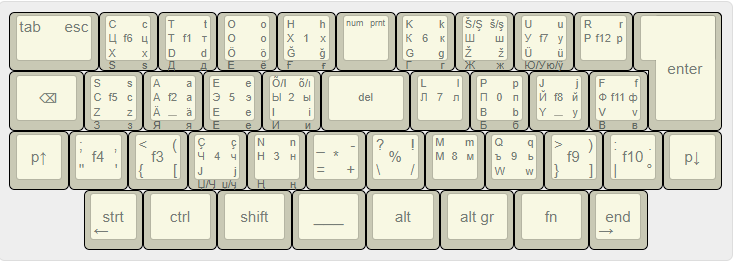 tab esc C c T t O o H h num prnt K k Š/Ş š/ş U u R r
Ц f6 ц Т f1 т О о Х 1 х К 6 к Ш ш У f7 у Р f12 р enter
X x D d Ö ö Ğ ğ G g Ž ž Ü ü
Ѕ ѕ Д д Ё ё Ғ ғ Г г Ж ж Ю/Ӱ ю/ӱ
⌫ S s A a E e Õ/I õ/ı del L l P p J j F f
С f5 с А f2 а Э 5 э Ы 2 ы Л 7 л П 0 п Й f8 й Ф f11 ф
Z z Ä ä E e İ i B b Y y V v
З з Я я Е е И и Б б В в
p↑ ; f4 , < f3 ( Ç ç N n _ * - ? ! M m Q q > f9 ) : f10 . p↓
Ч 4 ч Н 3 н % М 8 м ъ 9 ь
" ' { [ J j = + \ / W w } ] | °
Џ/Ҷ џ/ҷ Ң ң
strt ctrl shift ____ alt alt gr fn end
← →